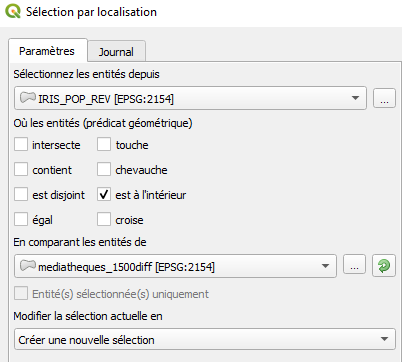 Sélection par localisation
Paramètres Journal
Sélectionnez les entités depuis
IRIS_POP_REV [EPSG:2154] ...
Où les entités (prédicat géométrique)
intersecte touche
contient chevauche
est disjoint est à l'intérieur
égal croise
En comparant les entités de
mediatheques_1500diff [EPSG:2154] ...
Entité(s) sélectionnée(s) uniquement
Modifier la sélection actuelle en
Créer une nouvelle sélection